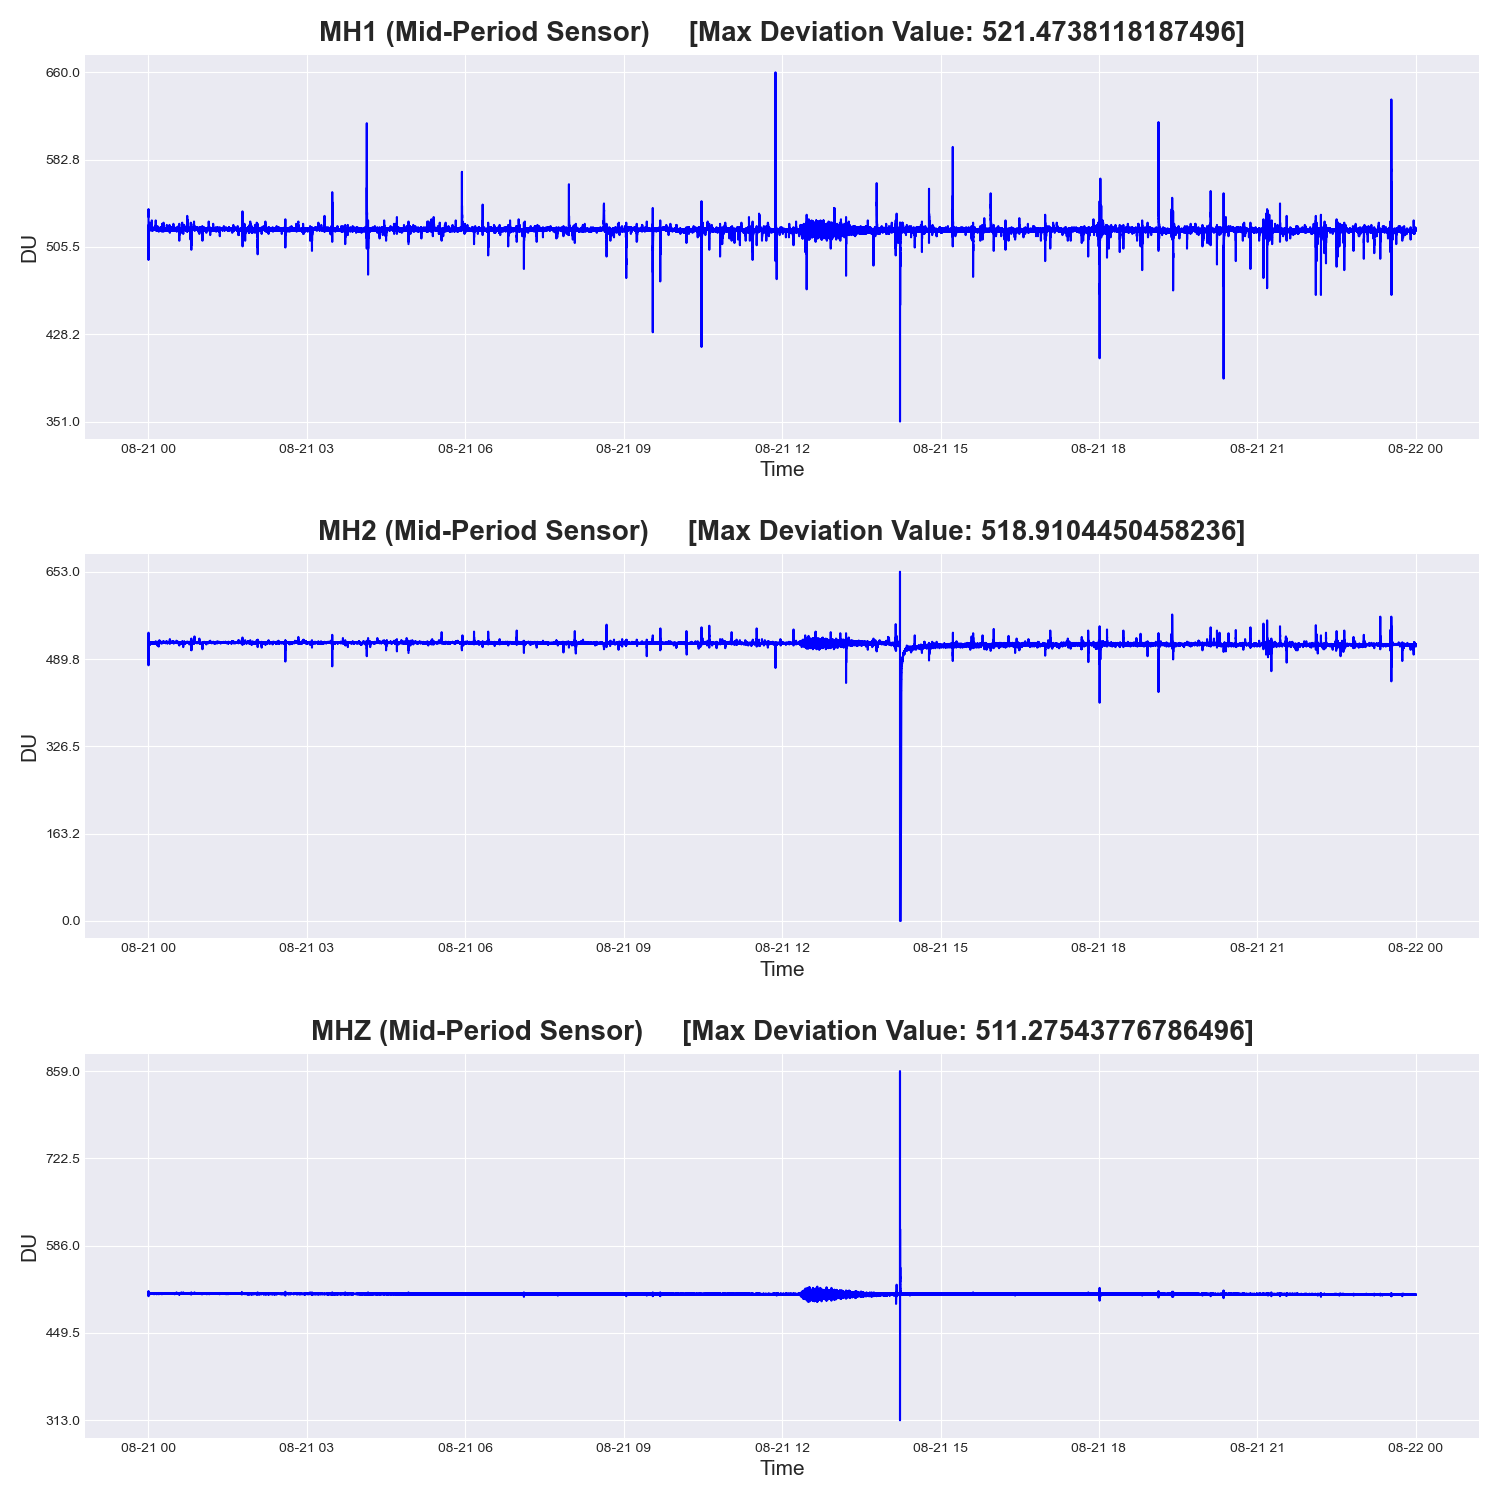 MH1 (Mid-Period Sensor) [Max Deviation Value: 521.4738118187496]
660.0
582.8
505.5
428.2
351.0
DU
08-21 00 08-21 03 08-21 06 08-21 09 08-21 12 08-21 15 08-21 18 08-21 21 08-22 00
Time
MH2 (Mid-Period Sensor) [Max Deviation Value: 518.9104450458236]
653.0
489.8
326.5
163.2
0.0
DU
08-21 00 08-21 03 08-21 06 08-21 09 08-21 12 08-21 15 08-21 18 08-21 21 08-22 00
Time
MHZ (Mid-Period Sensor) [Max Deviation Value: 511.27543776786496]
859.0
722.5
586.0
449.5
313.0
DU
08-21 00 08-21 03 08-21 06 08-21 09 08-21 12 08-21 15 08-21 18 08-21 21 08-22 00
Time